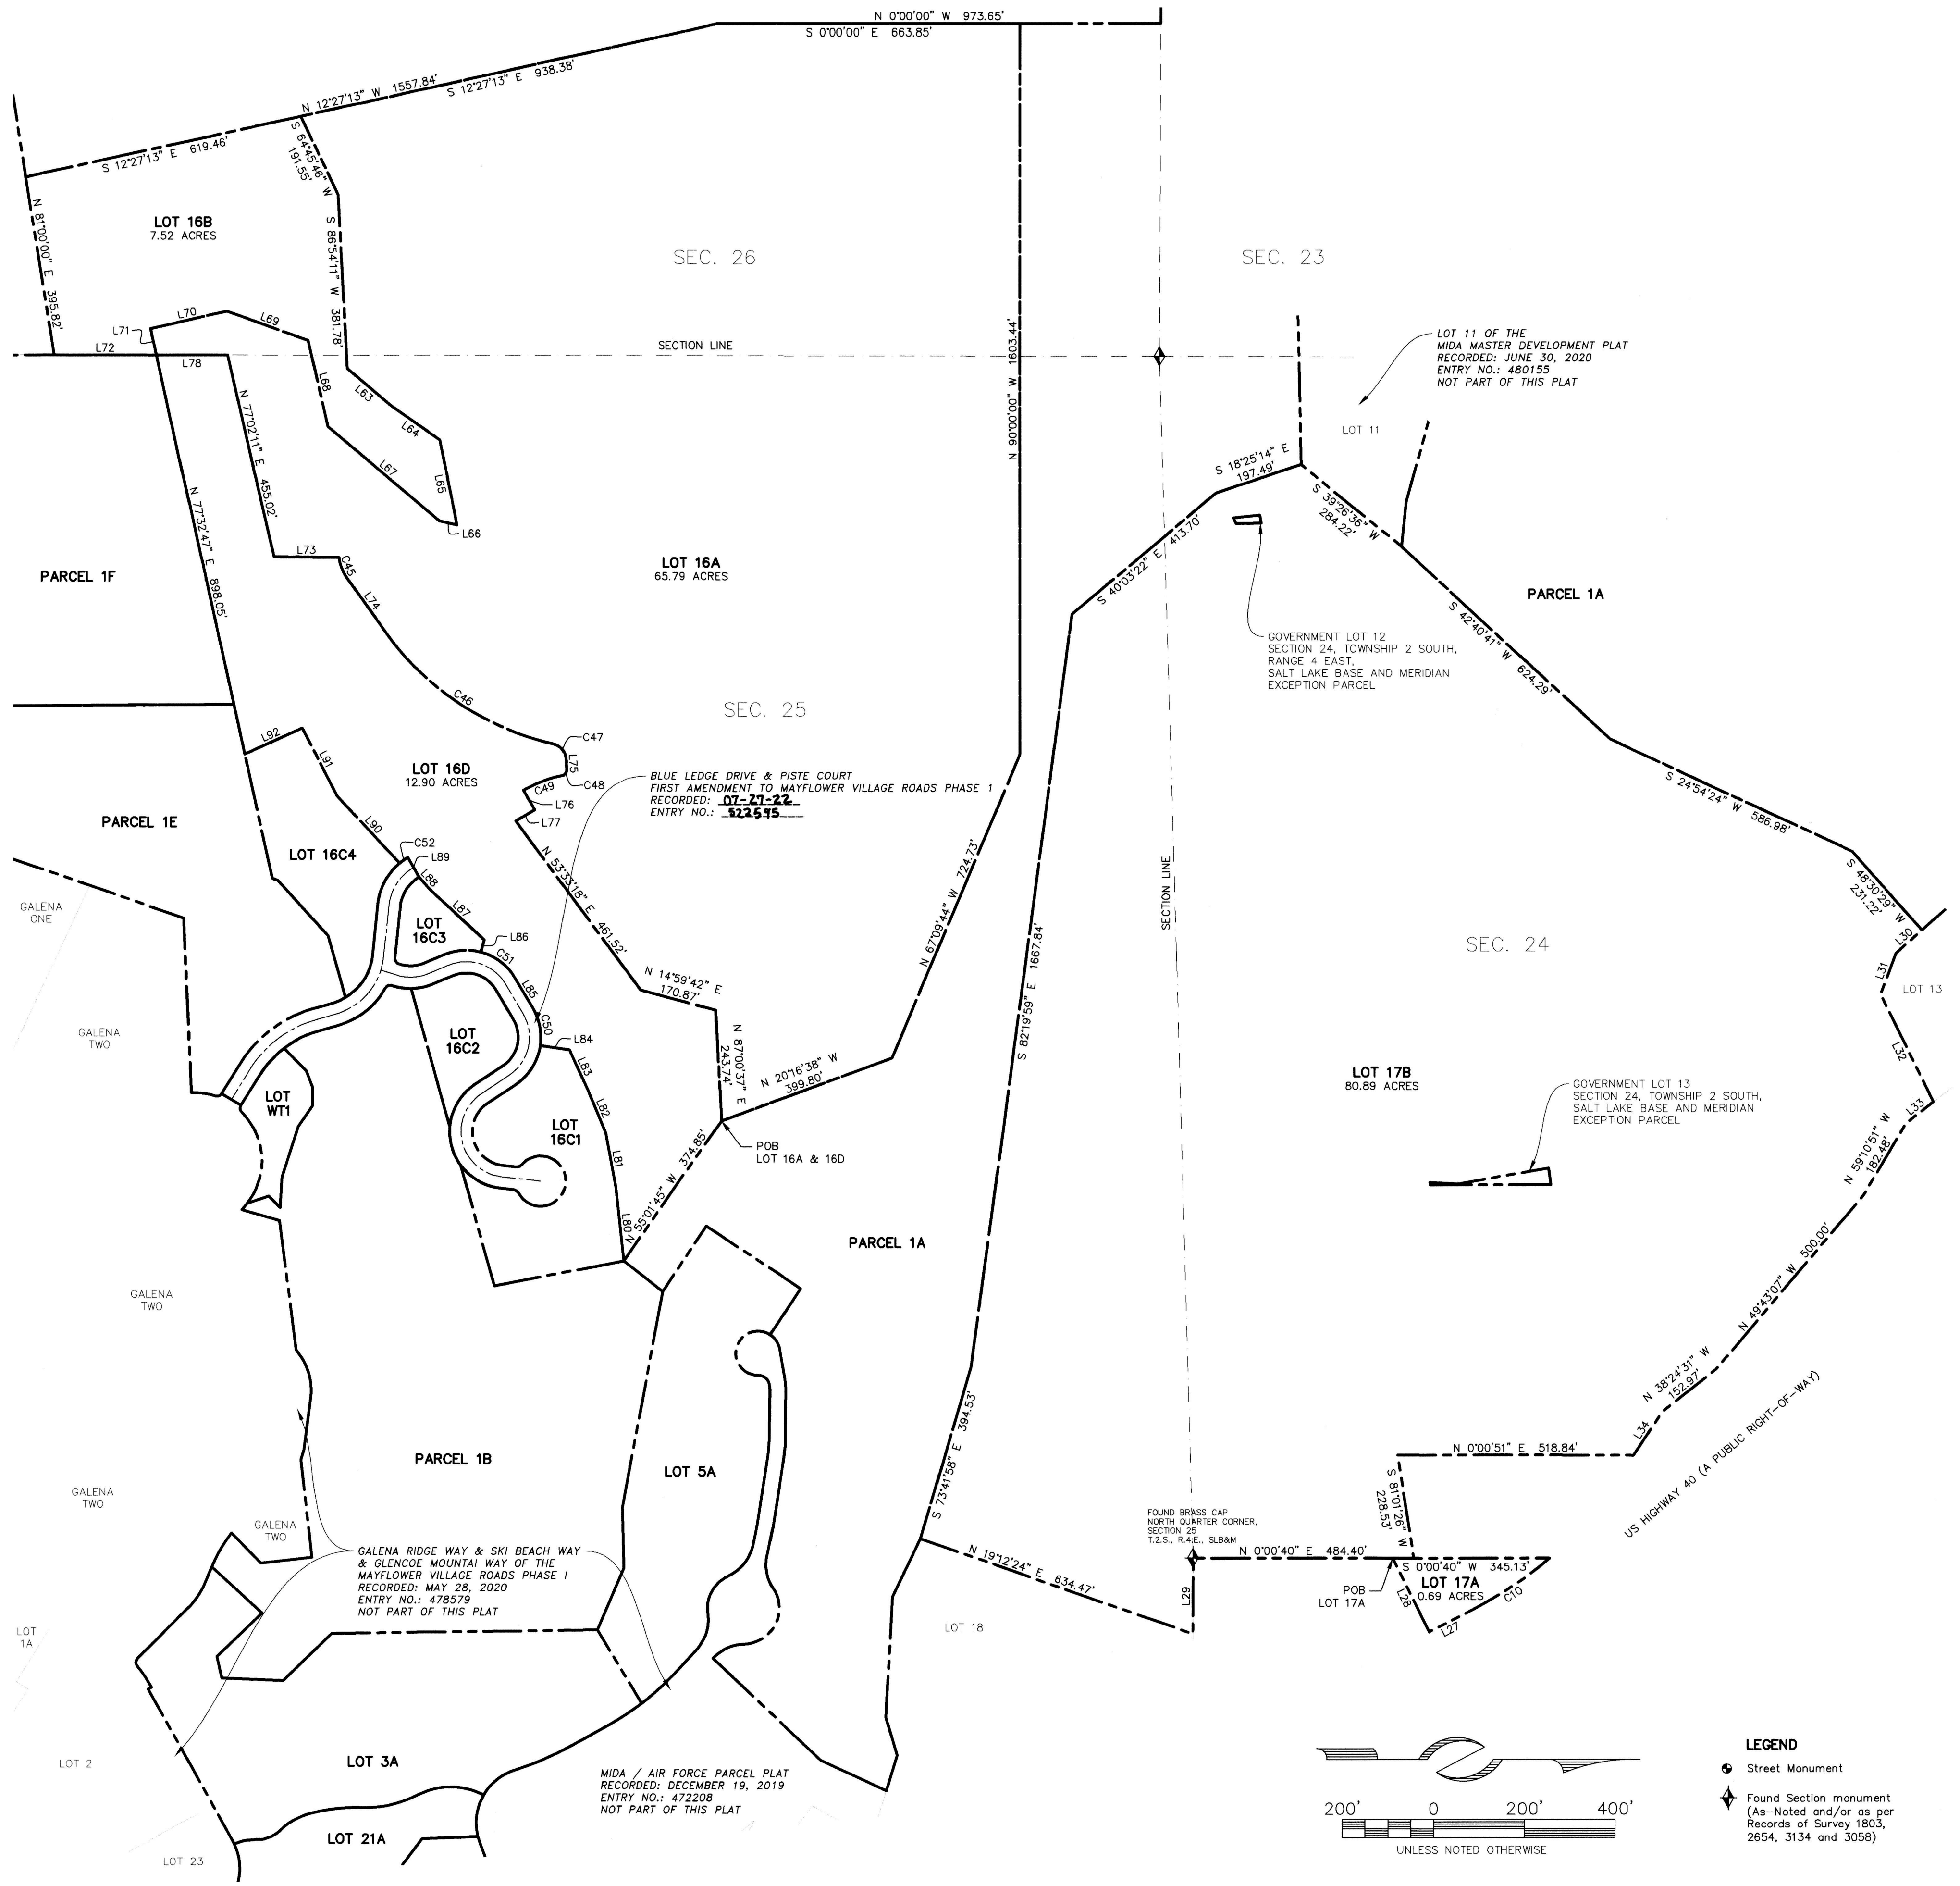 N 0°00'00" W 973.65'
S 0°00'00" E 663.85'
N 12°27'13" W 1557.84'
S 12°27'13" E 938.38'
S 12°27'13" E 619.46'
S 64°45'46" W
191.55'
N 81°00'00" E 395.82'
LOT 16B
7.52 ACRES
S 86°54'11" W 381.78'
SEC. 26
SEC. 23
L70
L69
L71
L72
L78
L68
SECTION LINE
L63
L64
L67
L65
L66
N 90°00'00" W 1603.44'
LOT 11 OF THE
MIDA MASTER DEVELOPMENT PLAT
RECORDED: JUNE 30, 2020
ENTRY NO.: 480155
NOT PART OF THIS PLAT
LOT 11
S 18°25'14" E
197.49'
S 39°26'36" W
284.22'
S 40°03'22" E 413.70'
N 77°02'11" E 455.02'
N 77°32'47" E 898.05'
L73
C45
L74
PARCEL 1F
LOT 16A
65.79 ACRES
PARCEL 1A
S 42°40'41" W 624.29'
GOVERNMENT LOT 12
SECTION 24, TOWNSHIP 2 SOUTH,
RANGE 4 EAST,
SALT LAKE BASE AND MERIDIAN
EXCEPTION PARCEL
C46
SEC. 25
L92
L91
C47
L75
C48
C49
L76
L77
LOT 16D
12.90 ACRES
BLUE LEDGE DRIVE & PISTE COURT
FIRST AMENDMENT TO MAYFLOWER VILLAGE ROADS PHASE 1
RECORDED: 07-27-22
ENTRY NO.: 522595
S 24°54'24" W 586.98'
PARCEL 1E
LOT 16C4
L90
C52
L89
L88
L87
LOT
16C3
L86
C51
L85
N 53°33'18" E 461.52'
N 67°09'44" W 724.73'
S 82°19'59" E 1667.84'
SECTION LINE
S 48°30'29" W
231.22'
L30
L31
LOT 13
L32
L33
SEC. 24
GALENA
ONE
GALENA
TWO
N 14°59'42" E
170.87'
LOT
16C2
C50
L84
L83
L82
L81
L80
N 87°00'37" E
243.74'
N 20°16'38" W
399.80'
LOT 17B
80.89 ACRES
GOVERNMENT LOT 13
SECTION 24, TOWNSHIP 2 SOUTH,
SALT LAKE BASE AND MERIDIAN
EXCEPTION PARCEL
LOT
WT1
LOT
16C1
POB
LOT 16A & 16D
N 55°01'45" W 374.85'
N 59°10'51" W
182.48'
PARCEL 1A
GALENA
TWO
N 49°43'07" W 500.00'
N 38°24'31" W
152.97'
L34
US HIGHWAY 40 (A PUBLIC RIGHT-OF-WAY)
S 73°41'58" E 394.53'
N 0°00'51" E 518.84'
PARCEL 1B
LOT 5A
S 81°01'26" W
228.53'
GALENA
TWO
GALENA
TWO
FOUND BRASS CAP
NORTH QUARTER CORNER,
SECTION 25
T.2.S., R.4.E., SLB&M
N 0°00'40" E 484.40'
S 0°00'40" W 345.13'
N 19°12'24" E 634.47'
L29
POB
LOT 17A
LOT 17A
0.69 ACRES
L28
L27
C10
GALENA RIDGE WAY & SKI BEACH WAY
& GLENCOE MOUNTAI WAY OF THE
MAYFLOWER VILLAGE ROADS PHASE I
RECORDED: MAY 28, 2020
ENTRY NO.: 478579
NOT PART OF THIS PLAT
LOT
1A
LOT 18
LOT 2
LOT 3A
MIDA / AIR FORCE PARCEL PLAT
RECORDED: DECEMBER 19, 2019
ENTRY NO.: 472208
NOT PART OF THIS PLAT
LOT 21A
LOT 23
200' 0 200' 400'
UNLESS NOTED OTHERWISE
LEGEND
Street Monument
Found Section monument
(As-Noted and/or as per
Records of Survey 1803,
2654, 3134 and 3058)